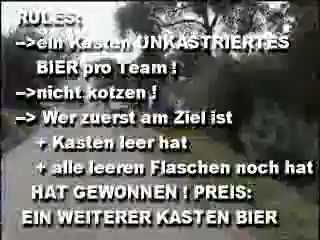 RULES:
-->ein Kasten UNKASTRIERTES
BIER pro Team !
-->nicht kotzen !
--> Wer zuerst am Ziel ist
+ Kasten leer hat
+ alle leeren Flaschen noch hat
HAT GEWONNEN ! PREIS:
EIN WEITERER KASTEN BIER